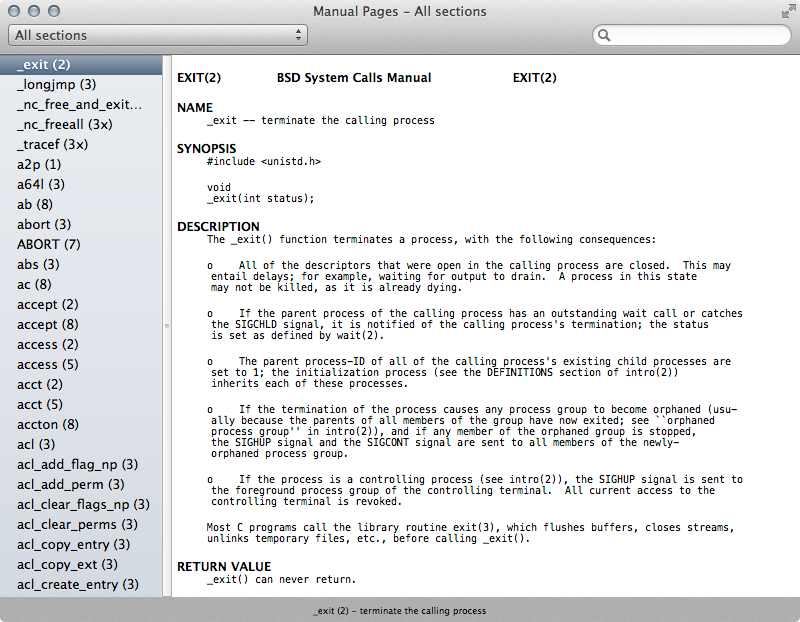 Manual Pages – All sections
All sections
_exit (2)
_longjmp (3)
_nc_free_and_exit...
_nc_freeall (3x)
_tracef (3x)
a2p (1)
a64l (3)
ab (8)
abort (3)
ABORT (7)
abs (3)
ac (8)
accept (2)
accept (8)
access (2)
access (5)
acct (2)
acct (5)
accton (8)
acl (3)
acl_add_flag_np (3)
acl_add_perm (3)
acl_clear_flags_np (3)
acl_clear_perms (3)
acl_copy_entry (3)
acl_copy_ext (3)
acl_create_entry (3)
EXIT(2) BSD System Calls Manual EXIT(2)
NAME
_exit -- terminate the calling process
SYNOPSIS
#include <unistd.h>
void
_exit(int status);
DESCRIPTION
The _exit() function terminates a process, with the following consequences:
o All of the descriptors that were open in the calling process are closed. This may
entail delays; for example, waiting for output to drain. A process in this state
may not be killed, as it is already dying.
o If the parent process of the calling process has an outstanding wait call or catches
the SIGCHLD signal, it is notified of the calling process's termination; the status
is set as defined by wait(2).
o The parent process-ID of all of the calling process's existing child processes are
set to 1; the initialization process (see the DEFINITIONS section of intro(2))
inherits each of these processes.
o If the termination of the process causes any process group to become orphaned (usu-
ally because the parents of all members of the group have now exited; see ``orphaned
process group'' in intro(2)), and if any member of the orphaned group is stopped,
the SIGHUP signal and the SIGCONT signal are sent to all members of the newly-
orphaned process group.
o If the process is a controlling process (see intro(2)), the SIGHUP signal is sent to
the foreground process group of the controlling terminal. All current access to the
controlling terminal is revoked.
Most C programs call the library routine exit(3), which flushes buffers, closes streams,
unlinks temporary files, etc., before calling _exit().
RETURN VALUE
_exit() can never return.
_exit (2) – terminate the calling process